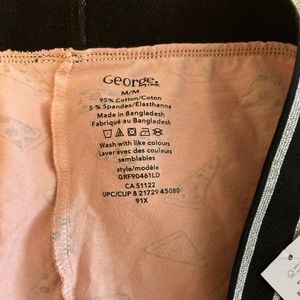 George.
M/M
95% Cotton/Coton
5 % Spandex/Élasthanne
Made in Bangladesh
Fabriqué au Bangladesh
Wash with like colours
Laver avec des couleurs
semblables
style/modèle
GRF90461LD
CA 51122
UPC/CUP 8 21729 45080
91X